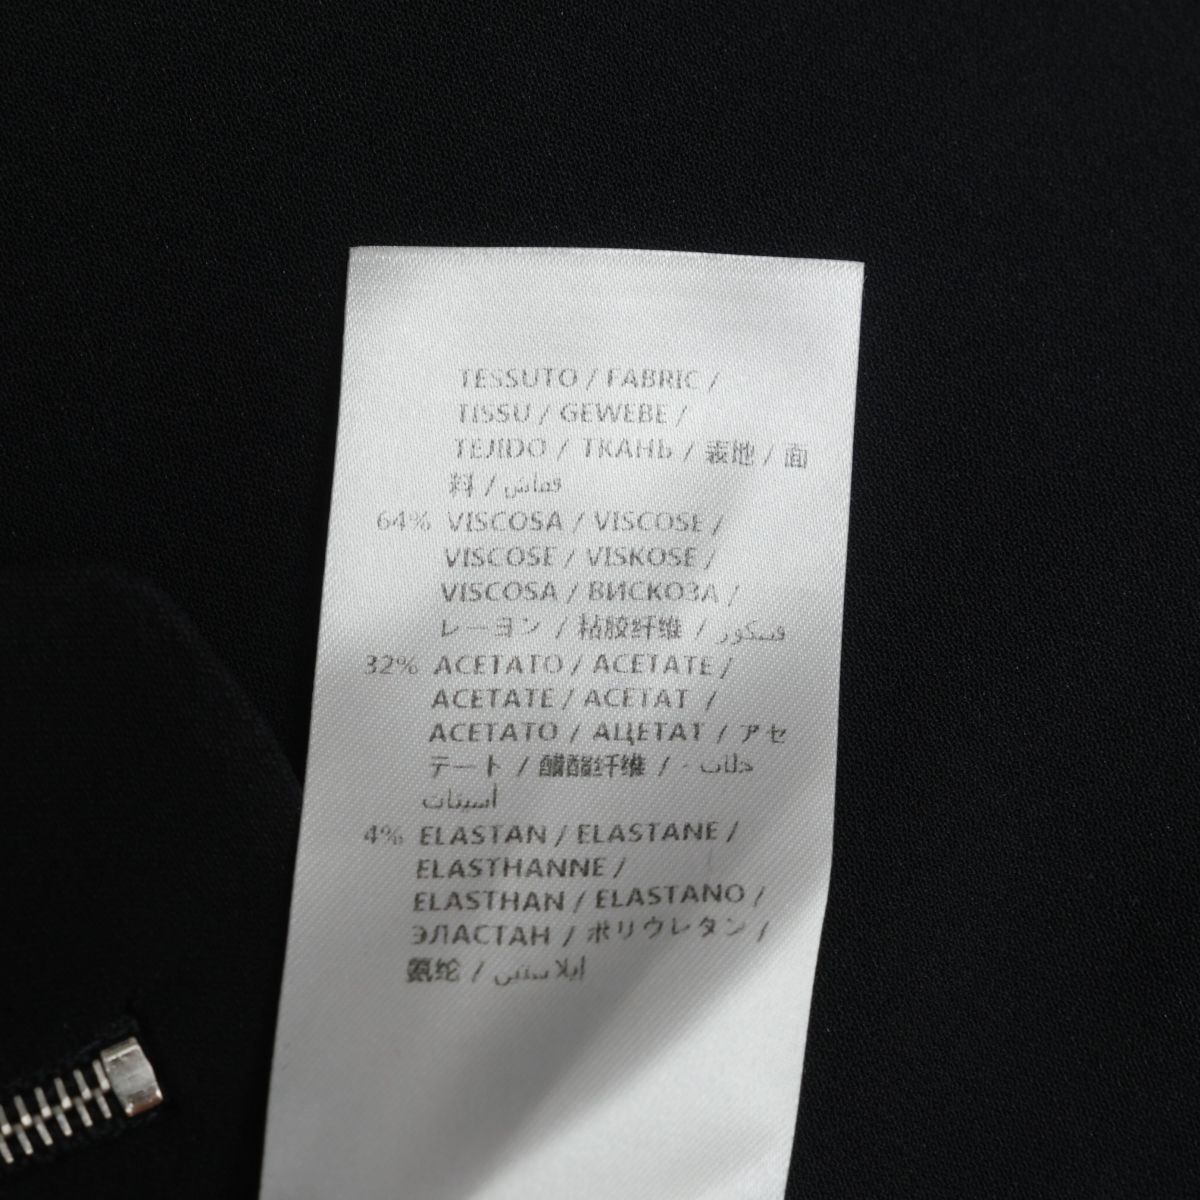 TESSUTO / FABRIC /
TISSU / GEWEBE /
TEJIDO / ТКАНЬ / 表地 / 面
料 / قماش
64% VISCOSA / VISCOSE /
VISCOSE / VISKOSE /
VISCOSA / ВИСКОЗА /
レーヨン / 粘胶纤维 / فسكوز
32% ACETATO / ACETATE /
ACETATE / ACETAT /
ACETATO / АЦЕТАТ / アセ
テート / 醋酯纤维 /
أسيتات
4% ELASTAN / ELASTANE /
ELASTHANNE /
ELASTHAN / ELASTANO /
ЭЛАСТАН / ポリウレタン /
氨纶 / إيلاستين